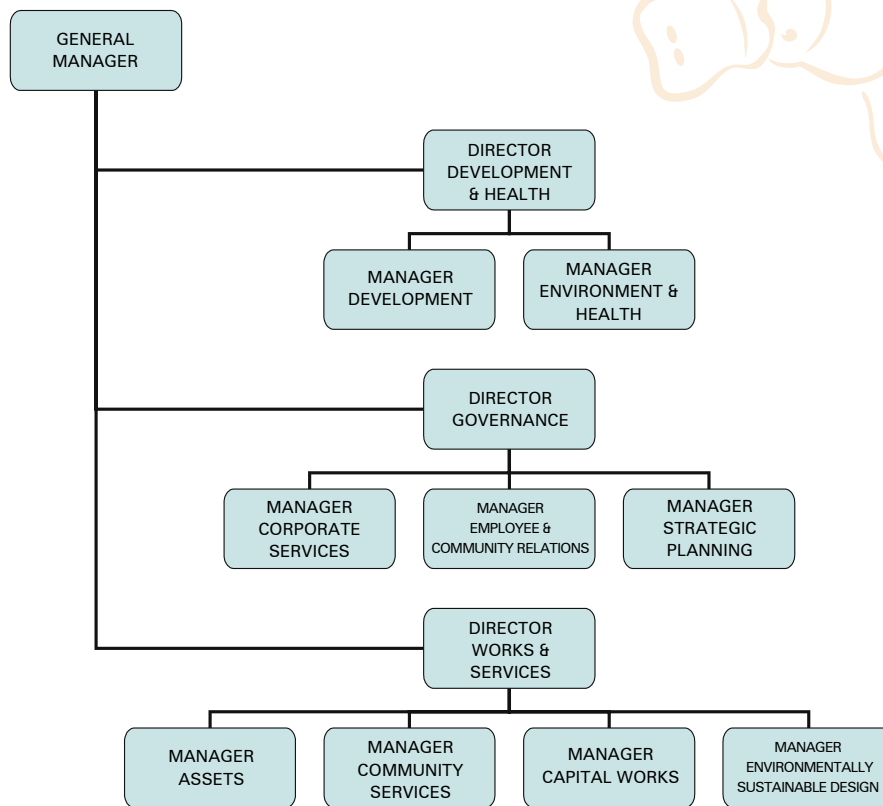 GENERAL
MANAGER
DIRECTOR
DEVELOPMENT
& HEALTH
MANAGER
DEVELOPMENT
MANAGER
ENVIRONMENT &
HEALTH
DIRECTOR
GOVERNANCE
MANAGER
CORPORATE
SERVICES
MANAGER
EMPLOYEE &
COMMUNITY RELATIONS
MANAGER
STRATEGIC
PLANNING
DIRECTOR
WORKS &
SERVICES
MANAGER
ASSETS
MANAGER
COMMUNITY
SERVICES
MANAGER
CAPITAL WORKS
MANAGER
ENVIRONMENTALLY
SUSTAINABLE DESIGN